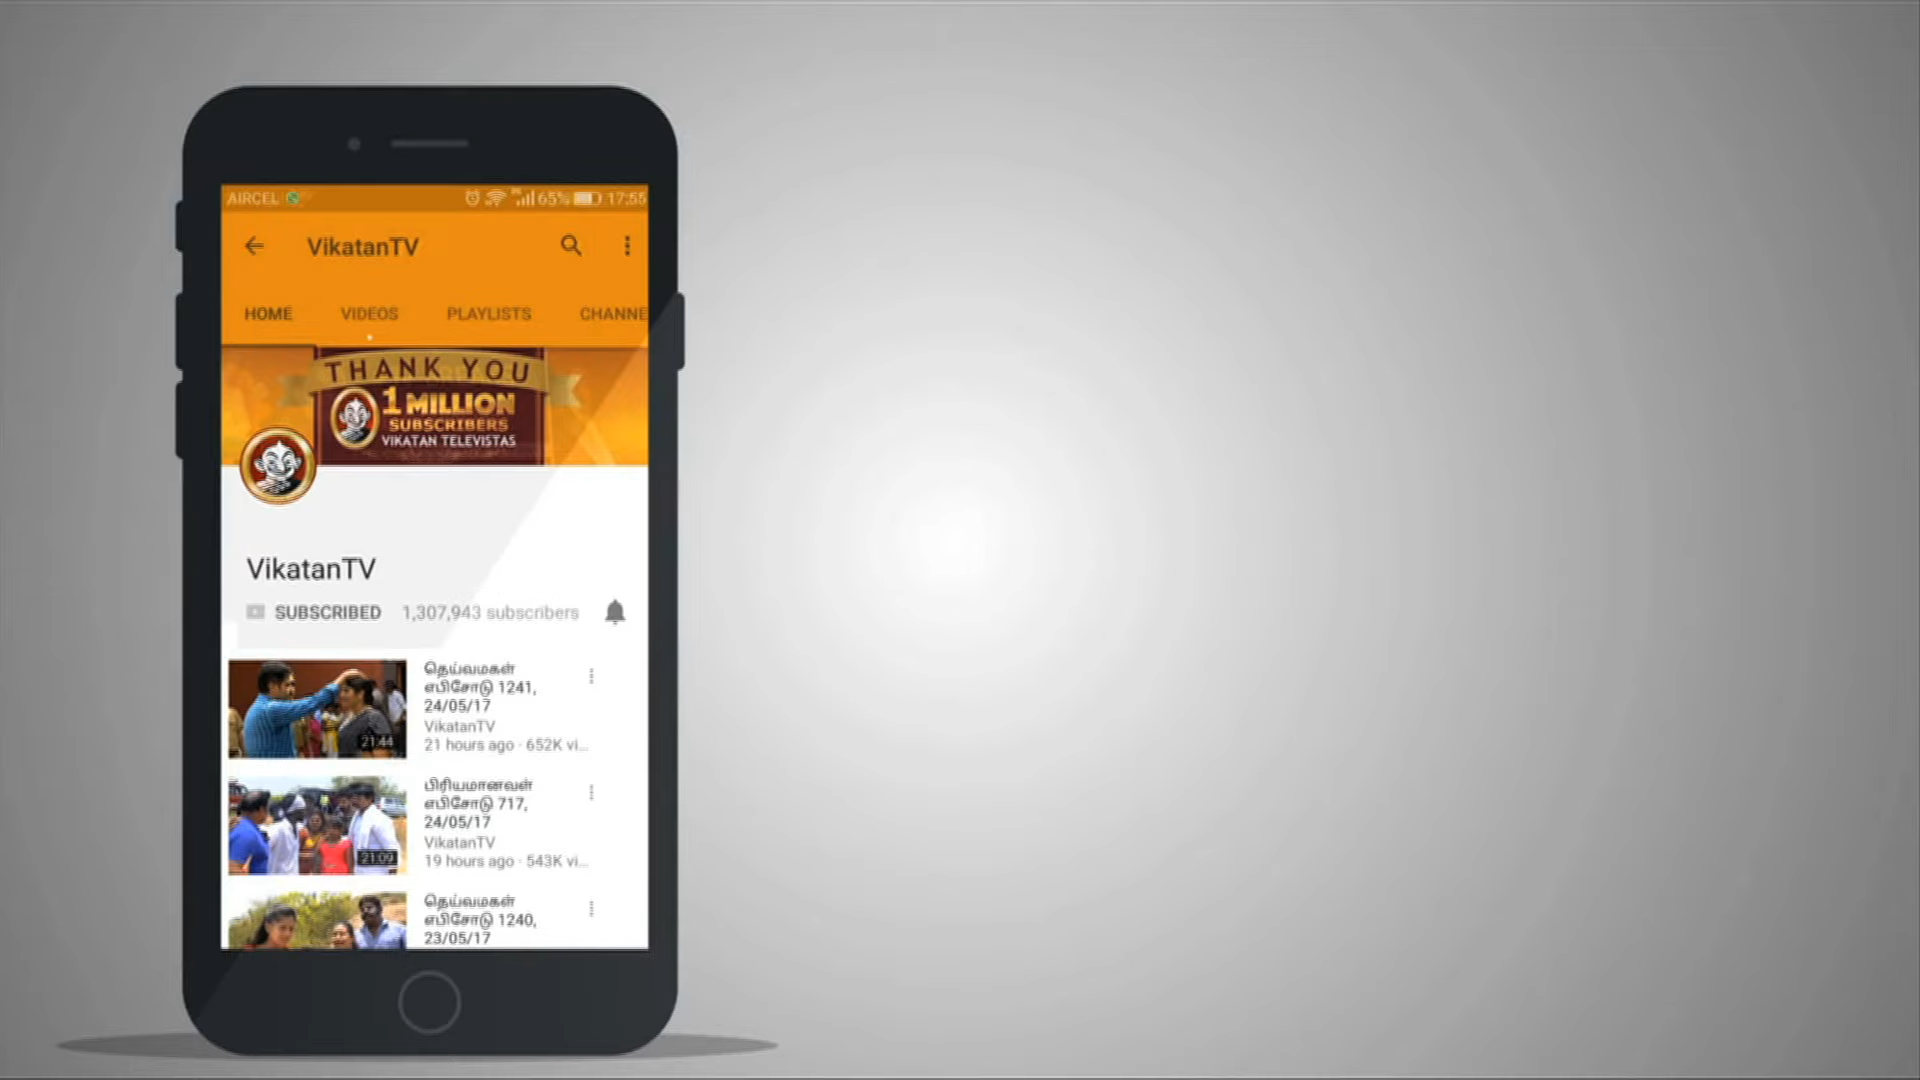 AIRCEL 65% 17:55
VikatanTV
HOME VIDEOS PLAYLISTS CHANNE
THANK YOU
1 MILLION
SUBSCRIBERS
VIKATAN TELEVISTAS
VikatanTV
SUBSCRIBED 1,307,943 subscribers
தெய்வமகள்
எபிசோடு 1241,
24/05/17
VikatanTV
21 hours ago · 652K vi...
21:44
பிரியமானவள்
எபிசோடு 717,
24/05/17
VikatanTV
19 hours ago · 543K vi...
21:09
தெய்வமகள்
எபிசோடு 1240,
23/05/17